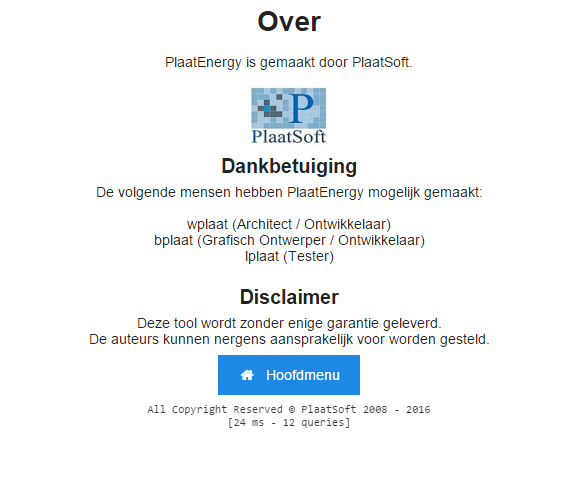 Over
PlaatEnergy is gemaakt door PlaatSoft.
P
PlaatSoft
Dankbetuiging
De volgende mensen hebben PlaatEnergy mogelijk gemaakt:
wplaat (Architect / Ontwikkelaar)
bplaat (Grafisch Ontwerper / Ontwikkelaar)
lplaat (Tester)
Disclaimer
Deze tool wordt zonder enige garantie geleverd.
De auteurs kunnen nergens aansprakelijk voor worden gesteld.
Hoofdmenu
All Copyright Reserved © PlaatSoft 2008 - 2016
[24 ms - 12 queries]